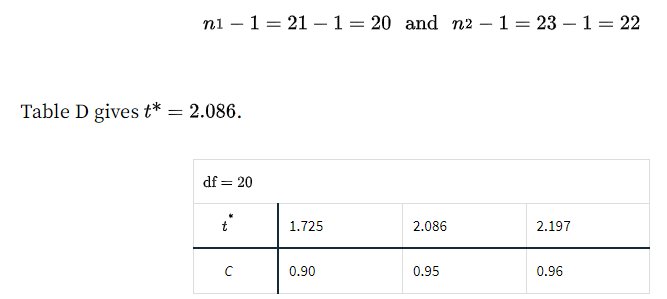 n1 − 1 = 21 − 1 = 20 and n2 − 1 = 23 − 1 = 22
Table D gives t* = 2.086.
df = 20
t* 1.725 2.086 2.197
C 0.90 0.95 0.96